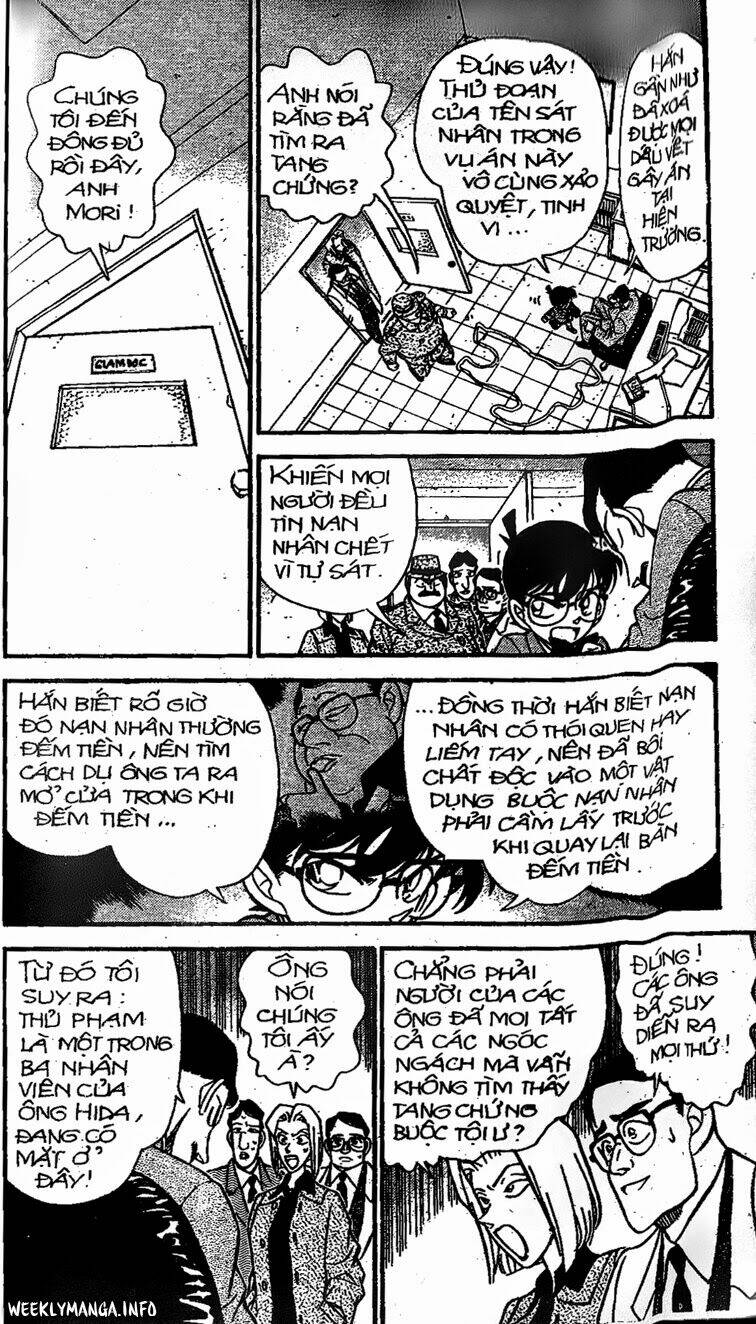 CHÚNG
TÔI ĐẾN
ĐÔNG ĐỦ
RỒI ĐÂY,
ANH
MORI!
GIAM ĐỐC
ANH NÓI
RẰNG ĐÃ
TÌM RA
TANG
CHỨNG?
ĐÚNG VẬY!
THỦ ĐOẠN
CỦA TÊN SÁT
NHÂN TRONG
VỤ ÁN NÀY
VÔ CÙNG XẢO
QUYỆT, TINH
VI...
HẮN
GẦN NHƯ
ĐÃ XOÁ
ĐƯỢC MỌI
DẤU VẾT
GÂY ÁN
TẠI
HIỆN
TRƯỜNG.
KHIẾN MỌI
NGƯỜI ĐỀU
TIN NẠN
NHÂN CHẾT
VÌ TỰ SÁT.
HẮN BIẾT RÕ GIỜ
ĐÓ NẠN NHÂN THƯỜNG
ĐẾM TIỀN, NÊN TÌM
CÁCH DỤ ÔNG TA RA
MỞ CỬA TRONG KHI
ĐẾM TIỀN...
...ĐỒNG THỜI HẮN BIẾT NẠN
NHÂN CÓ THÓI QUEN HAY
LIẾM TAY, NÊN ĐÃ BÔI
CHẤT ĐỘC VÀO MỘT VẬT
DỤNG BUỘC NẠN NHÂN
PHẢI CẦM LẤY TRƯỚC
KHI QUAY LẠI BÀN
ĐẾM TIỀN.
TỪ ĐÓ TÔI
SUY RA:
THỦ PHẠM
LÀ MỘT TRONG
BA NHÂN
VIÊN CỦA
ÔNG HIDA,
ĐANG CÓ
MẶT Ở
ĐÂY!
ÔNG
NÓI
CHÚNG
TÔI ẤY
À?
CHẲNG PHẢI
NGƯỜI CỦA CÁC
ÔNG ĐÃ MOI TẤT
CẢ CÁC NGÓC
NGÁCH MÀ VẪN
KHÔNG TÌM THẤY
TANG CHỨNG
BUỘC TỘI Ư?
ĐÚNG!
CÁC ÔNG
ĐÃ SUY
DIỄN RA
MỌI THỨ!
WEEKLYMANGA.INFO